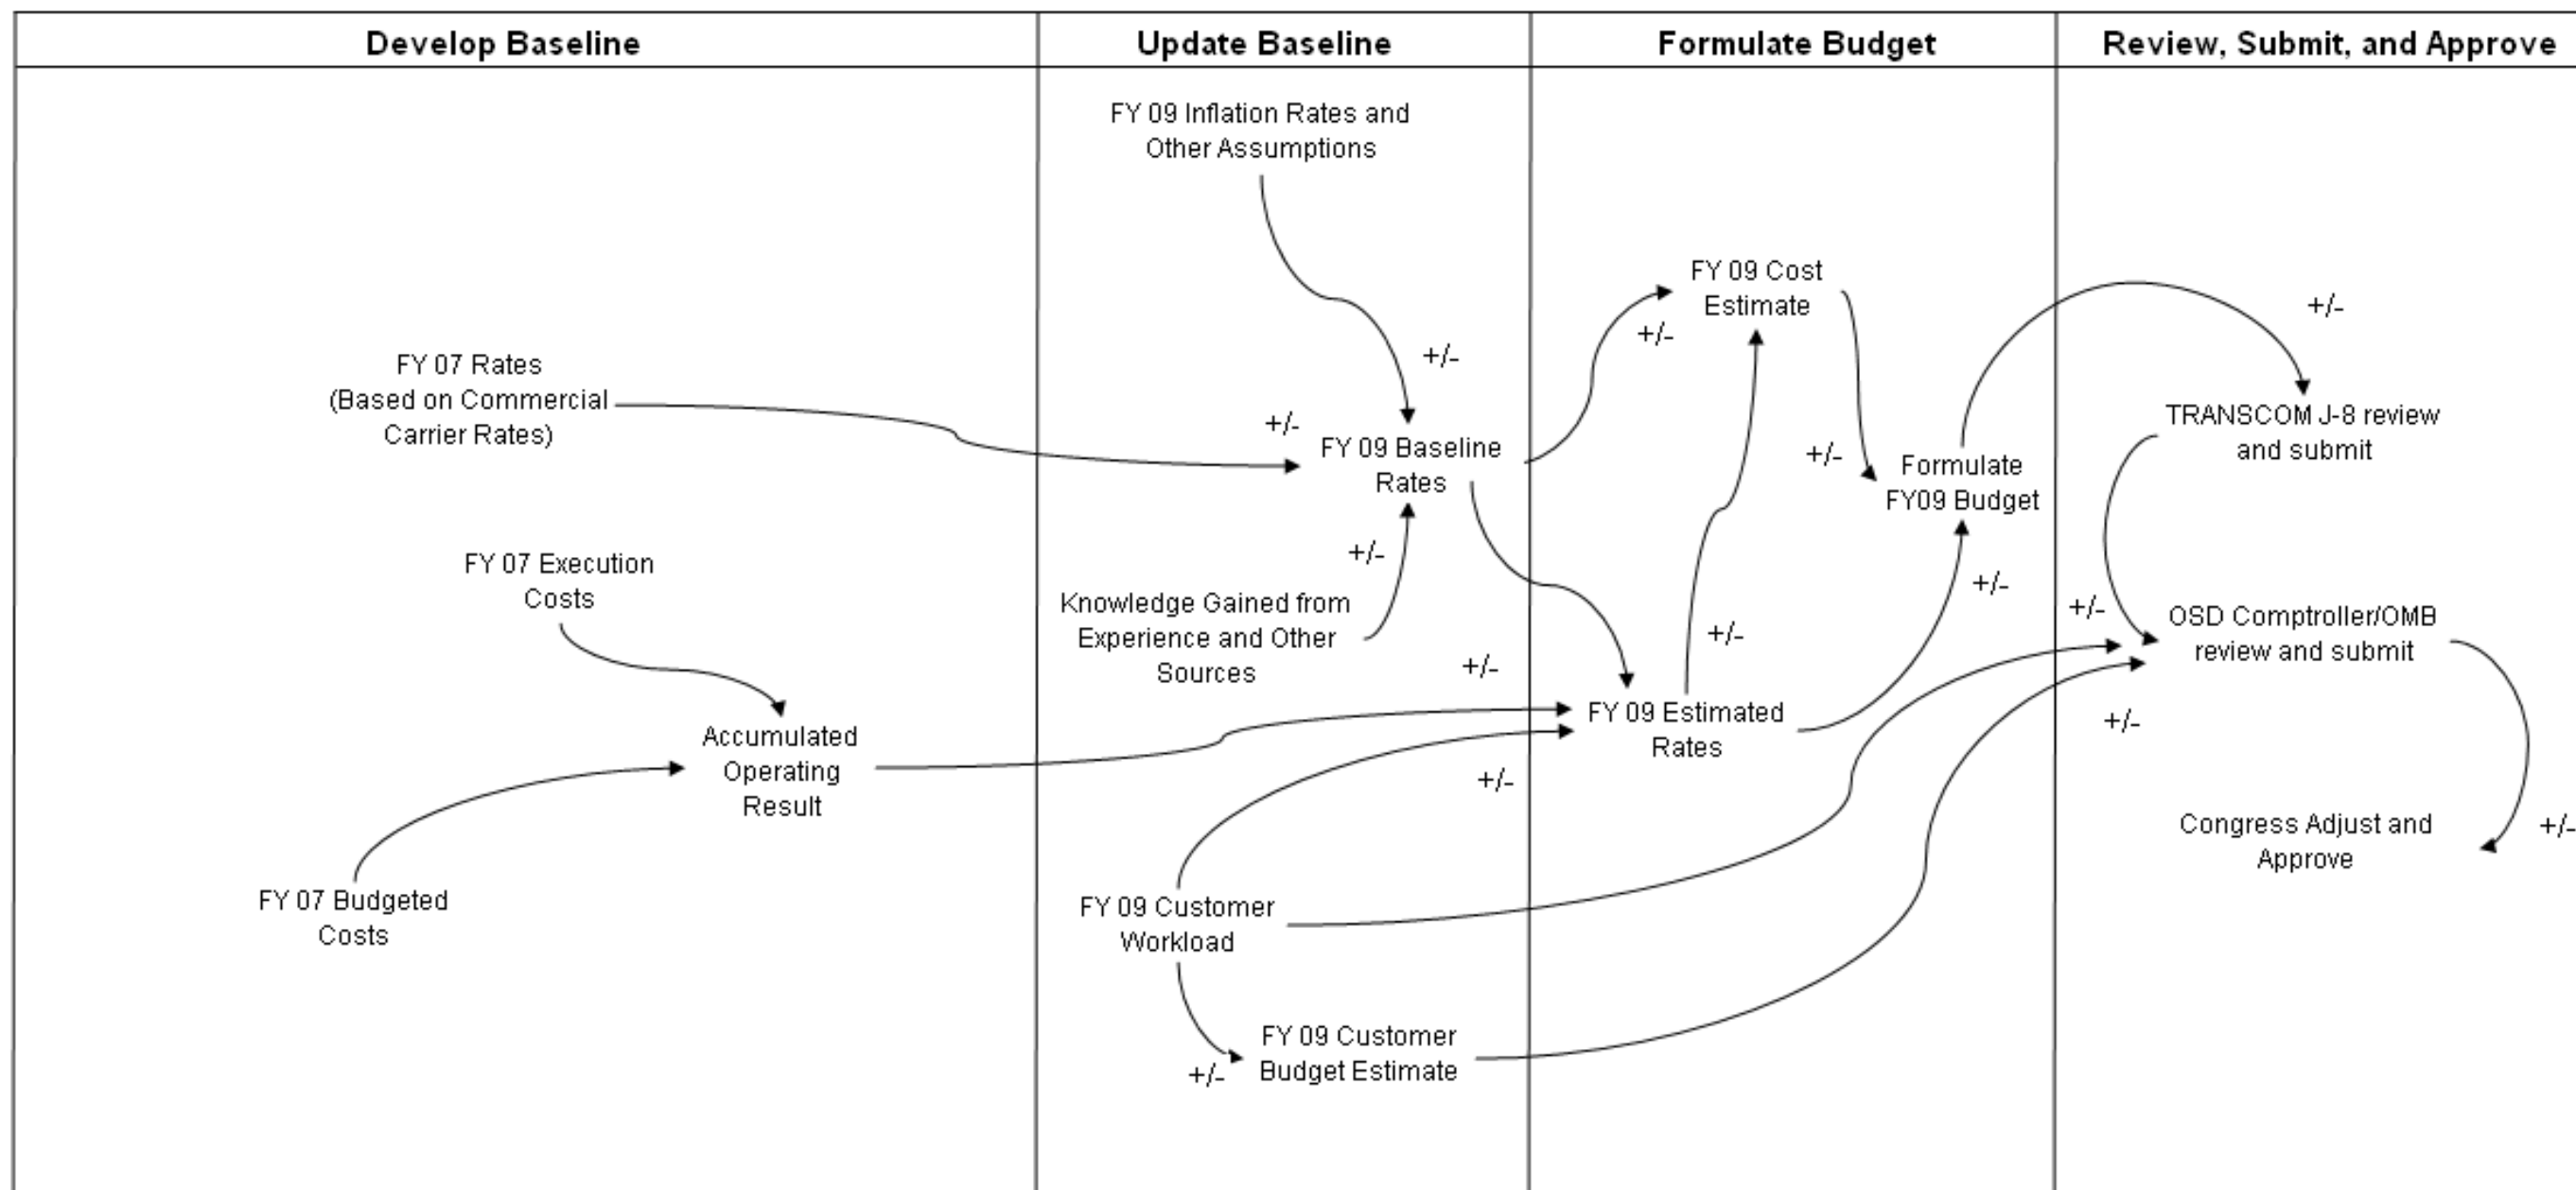 Develop Baseline
Update Baseline
Formulate Budget
Review, Submit, and Approve
FY 07 Rates
(Based on Commercial
Carrier Rates)
FY 07 Execution
Costs
Accumulated
Operating
Result
FY 07 Budgeted
Costs
FY 09 Inflation Rates and
Other Assumptions
+/-
+/-
FY 09 Baseline
Rates
+/-
Knowledge Gained from
Experience and Other
Sources
+/-
+/-
FY 09 Customer
Workload
FY 09 Customer
Budget Estimate
+/-
FY 09 Cost
Estimate
+/-
+/-
Formulate
FY09 Budget
+/-
+/-
FY 09 Estimated
Rates
+/-
TRANSCOM J-8 review
and submit
+/-
OSD Comptroller/OMB
review and submit
+/-
Congress Adjust and
Approve
+/-